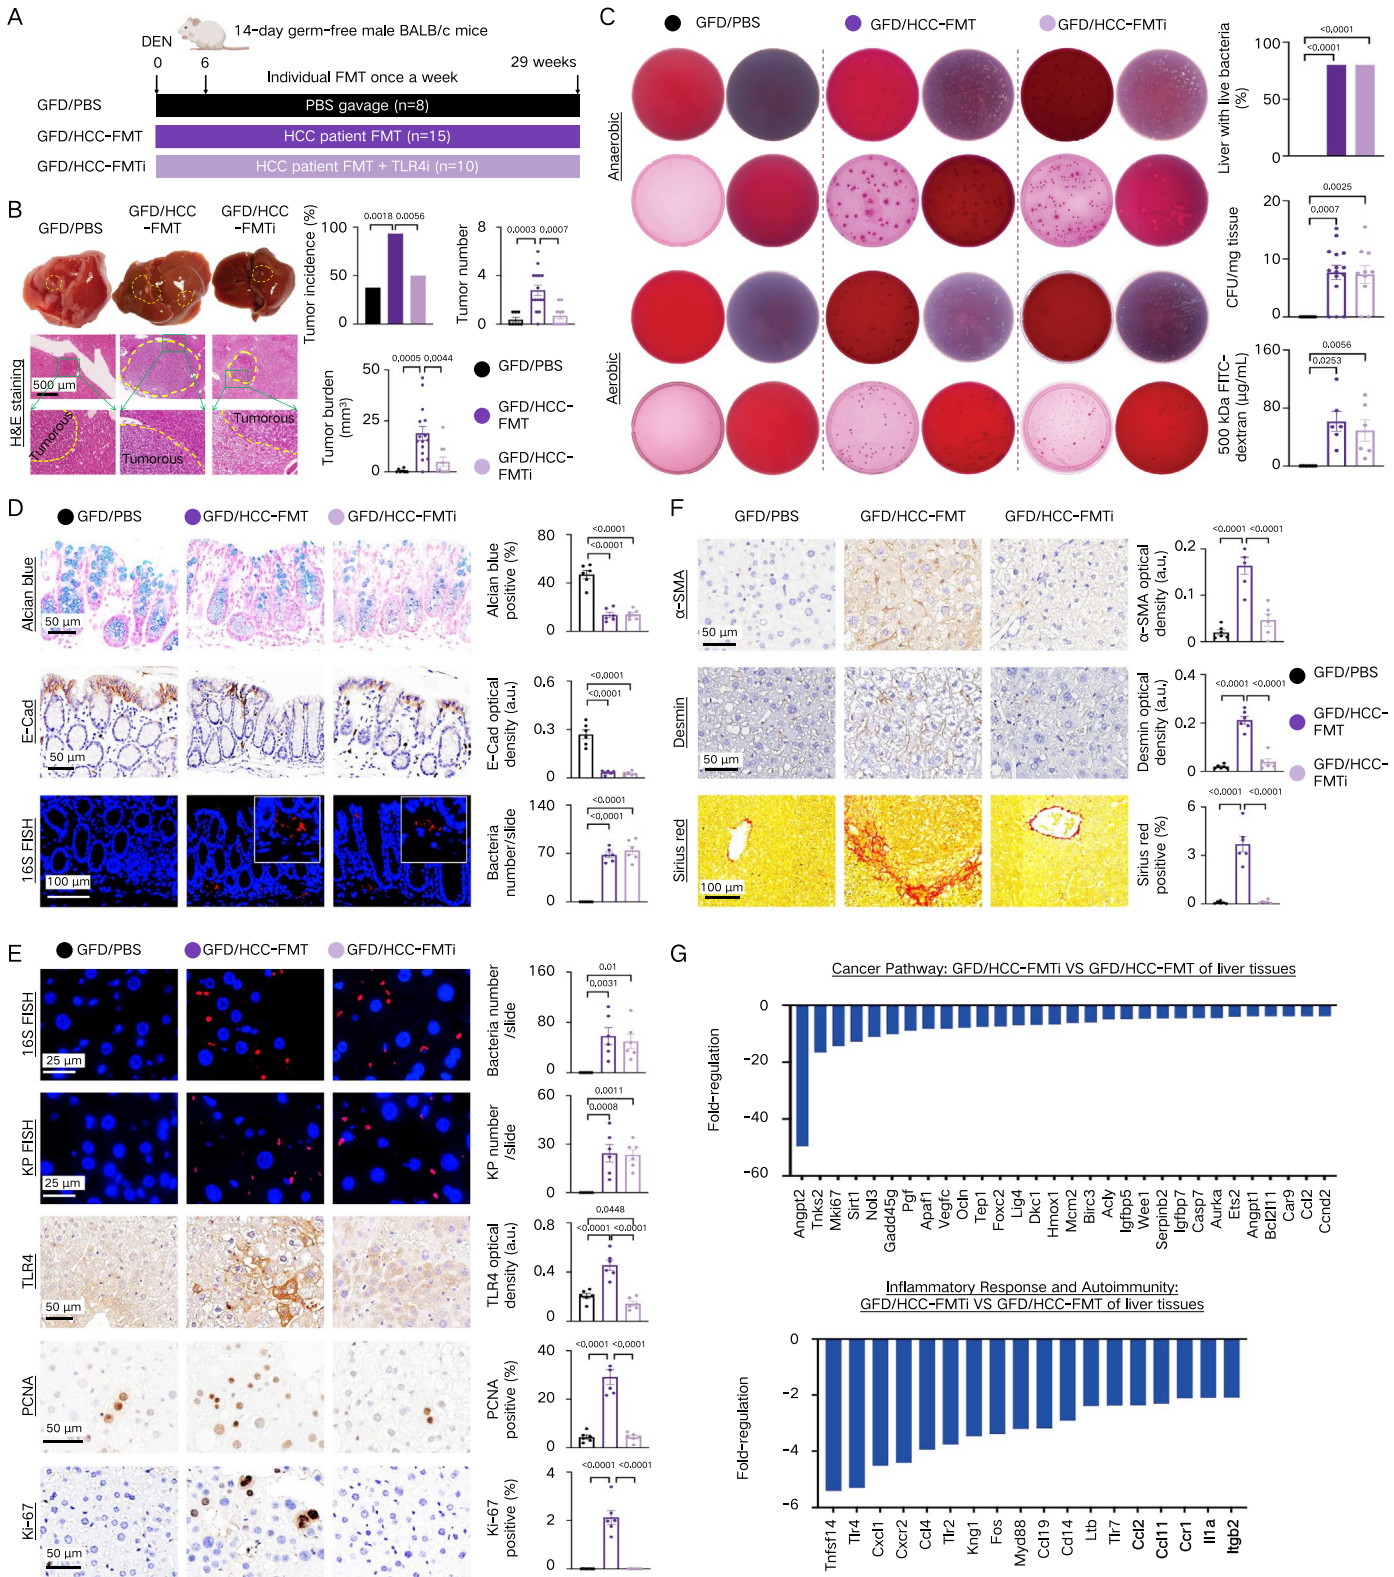 A
14-day germ-free male BALB/c mice
DEN
0 6 29 weeks
Individual FMT once a week
GFD/PBS PBS gavage (n=8)
GFD/HCC-FMT HCC patient FMT (n=15)
GFD/HCC-FMTi HCC patient FMT + TLR4i (n=10)
B
GFD/PBS
GFD/HCC
-FMT
GFD/HCC
-FMTi
H&E staining
500 µm
Tumorous
Tumorous
Tumorous
Tumor incidence (%)
100
50
0
0.0018 0.0056
Tumor number
8
4
0
0.0003 0.0007
Tumor burden
(mm³)
50
25
0
0.0005 0.0044
GFD/PBS
GFD/HCC-
FMT
GFD/HCC-
FMTi
C
GFD/PBS GFD/HCC-FMT GFD/HCC-FMTi
Anaerobic
Aerobic
Liver with live bacteria
(%)
100
50
0
<0.0001
<0.0001
CFU/mg tissue
20
10
0
0.0025
0.0007
500 kDa FITC-
dextran (µg/mL)
160
80
0
0.0056
0.0253
D
GFD/PBS GFD/HCC-FMT GFD/HCC-FMTi
Alcian blue
50 µm
Alcian blue
positive (%)
80
40
0
<0.0001
<0.0001
E-Cad
50 µm
E-Cad optical
density (a.u.)
0.6
0.3
0
<0.0001
<0.0001
16S FISH
100 µm
Bacteria
number/slide
140
70
0
<0.0001
<0.0001
E
GFD/PBS GFD/HCC-FMT GFD/HCC-FMTi
16S FISH
25 µm
Bacteria number
/slide
160
80
0
0.01
0.0031
KP FISH
25 µm
KP number
/slide
60
30
0
0.0011
0.0008
TLR4
50 µm
TLR4 optical
density (a.u.)
0.8
0.4
0
0.0448
<0.0001 <0.0001
PCNA
50 µm
PCNA
positive (%)
40
20
0
<0.0001 <0.0001
Ki-67
50 µm
Ki-67
positive (%)
4
2
0
<0.0001 <0.0001
F
GFD/PBS GFD/HCC-FMT GFD/HCC-FMTi
α-SMA
50 µm
α-SMA optical
density (a.u.)
0.2
0.1
0
<0.0001 <0.0001
Desmin
50 µm
Desmin optical
density (a.u.)
0.4
0.2
0
<0.0001 <0.0001
Sirius red
100 µm
Sirius red
positive (%)
6
3
0
<0.0001 <0.0001
GFD/PBS
GFD/HCC-
FMT
GFD/HCC-
FMTi
G
Cancer Pathway: GFD/HCC-FMTi VS GFD/HCC-FMT of liver tissues
Fold-regulation
0
-20
-40
-60
Angpt2 Tnks2 Mki67 Sirt1 Nol3 Gadd45g Pgf Apaf1 Vegfc Ocln Tep1 Foxc2 Lig4 Dkc1 Hmox1 Mcm2 Birc3 Acly Igfbp5 Wee1 Serpinb2 Igfbp7 Casp7 Aurka Ets2 Angpt1 Bcl2l11 Car9 Ccl2 Ccnd2
Inflammatory Response and Autoimmunity:
GFD/HCC-FMTi VS GFD/HCC-FMT of liver tissues
Fold-regulation
0
-2
-4
-6
Tnfsf14 Tlr4 Cxcl1 Cxcr2 Ccl4 Tlr2 Kng1 Fos Myd88 Ccl19 Cd14 Ltb Tlr7 Ccl2 Ccl11 Ccr1 Il1a Itgb2